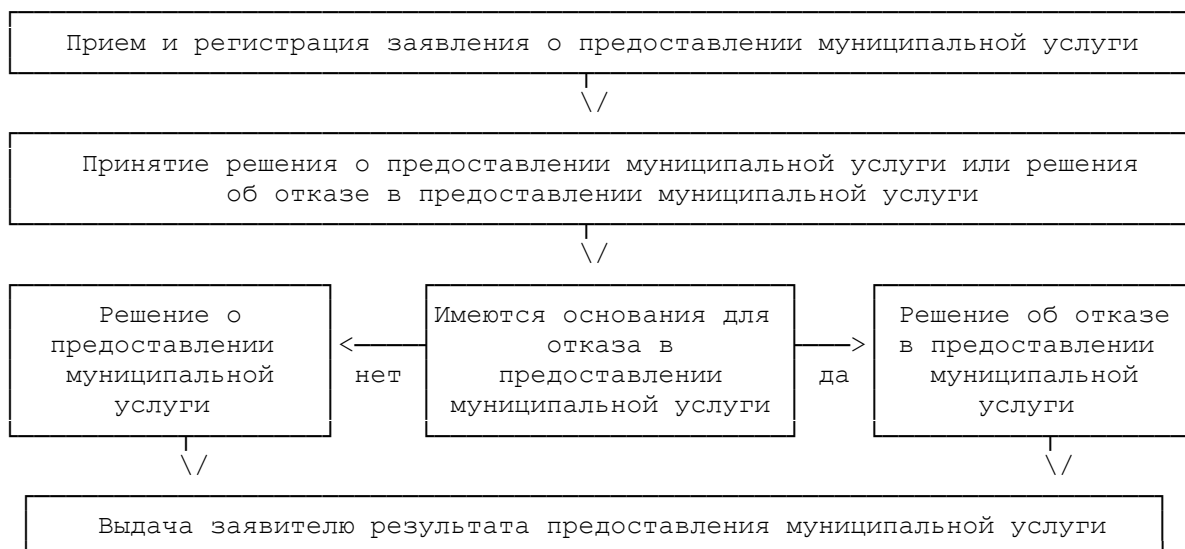 Прием и регистрация заявления о предоставлении муниципальной услуги
\/
Принятие решения о предоставлении муниципальной услуги или решения
об отказе в предоставлении муниципальной услуги
\/
Решение о
предоставлении
муниципальной
услуги
<
нет
Имеются основания для
отказа в
предоставлении
муниципальной услуги
>
да
Решение об отказе
в предоставлении
муниципальной
услуги
\/
\/
Выдача заявителю результата предоставления муниципальной услуги